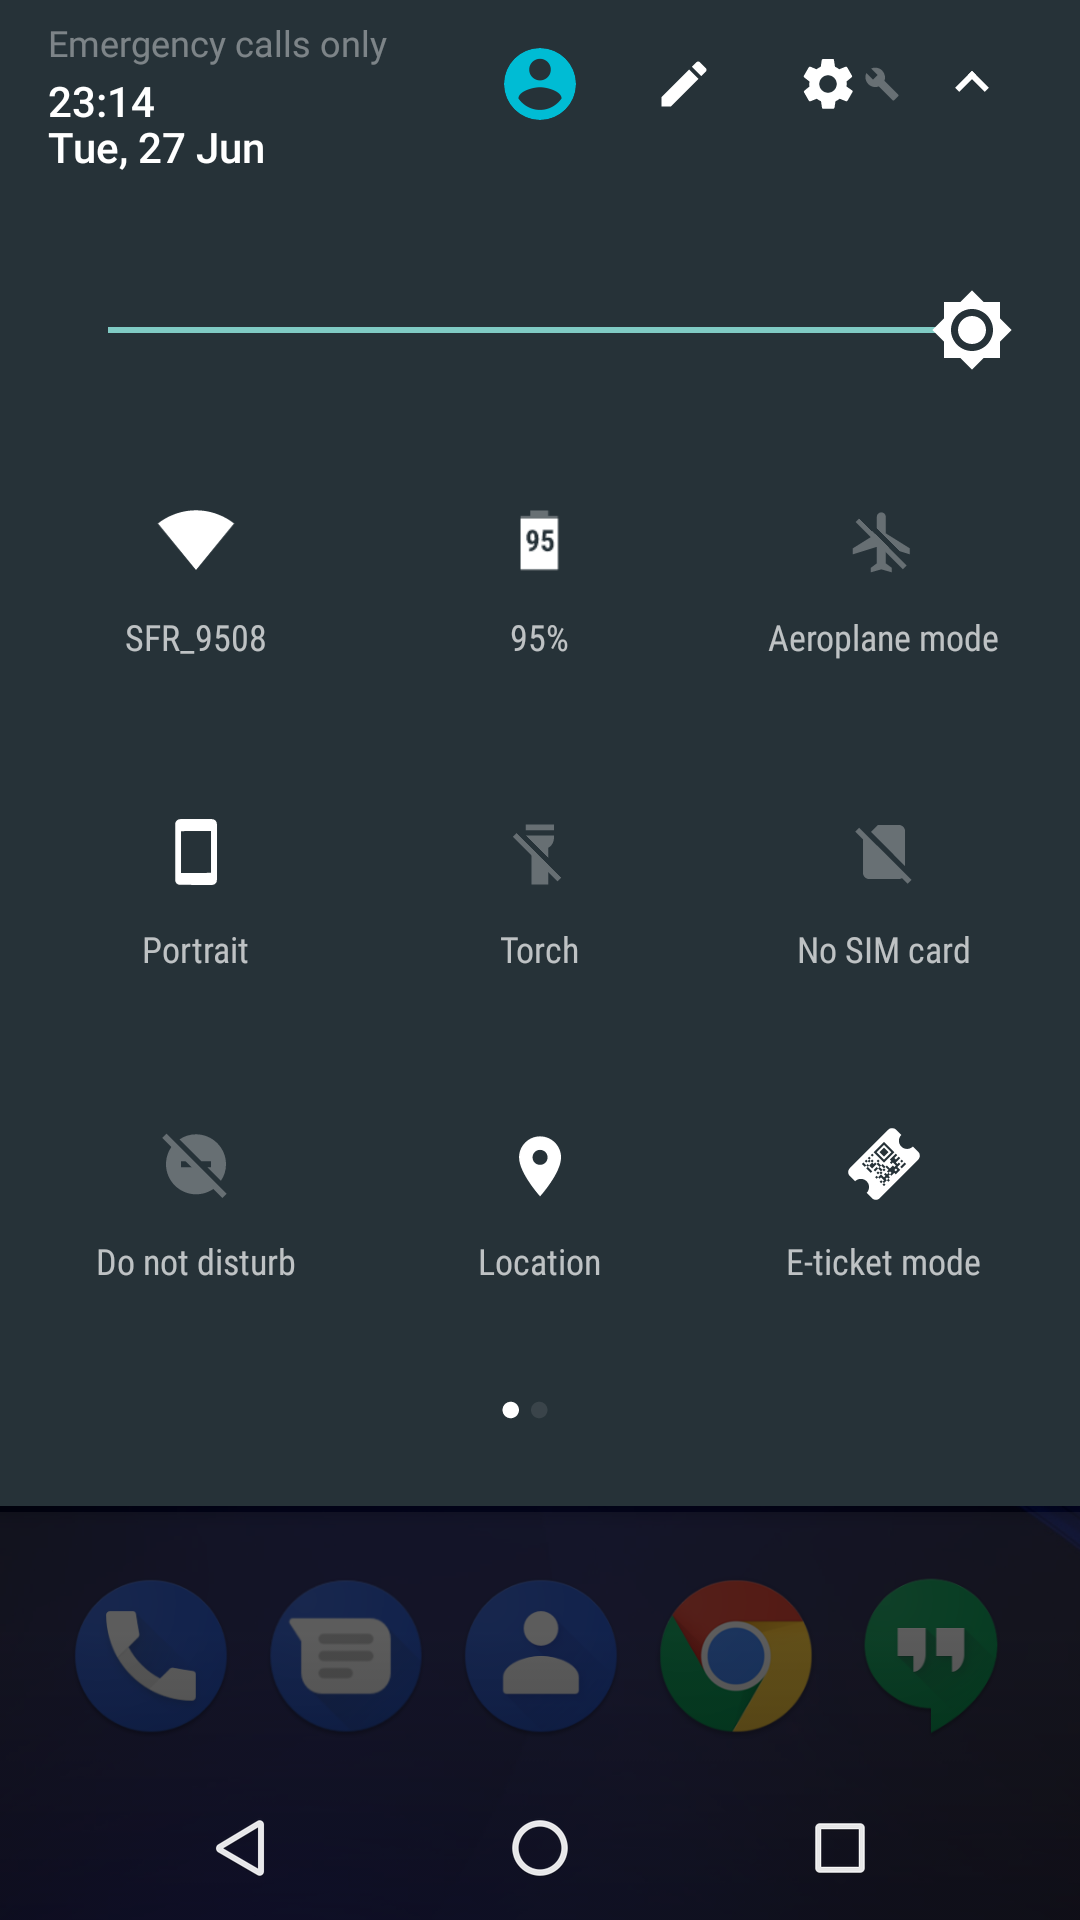 Emergency calls only
23:14
Tue, 27 Jun
SFR_9508
95
95%
Aeroplane mode
Portrait
Torch
No SIM card
Do not disturb
Location
E-ticket mode